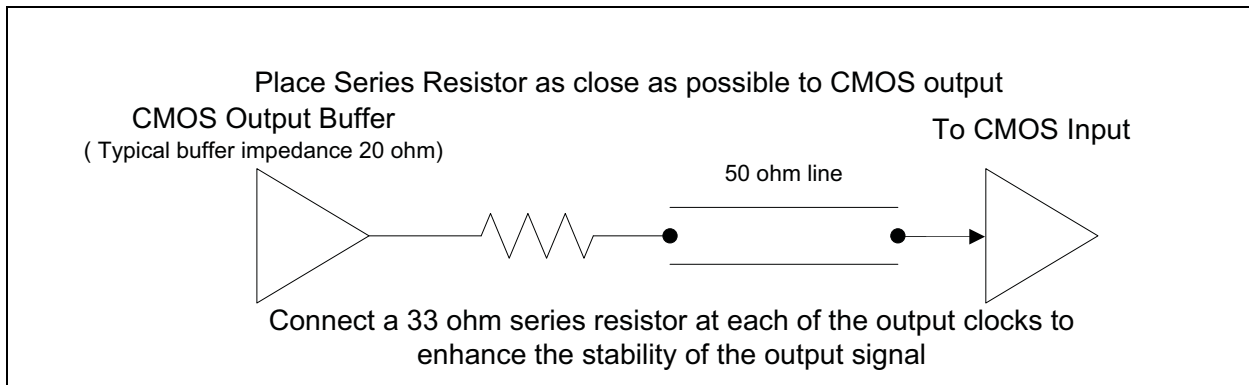 Place Series Resistor as close as possible to CMOS output
CMOS Output Buffer
( Typical buffer impedance 20 ohm)
To CMOS Input
50 ohm line
Connect a 33 ohm series resistor at each of the output clocks to
enhance the stability of the output signal